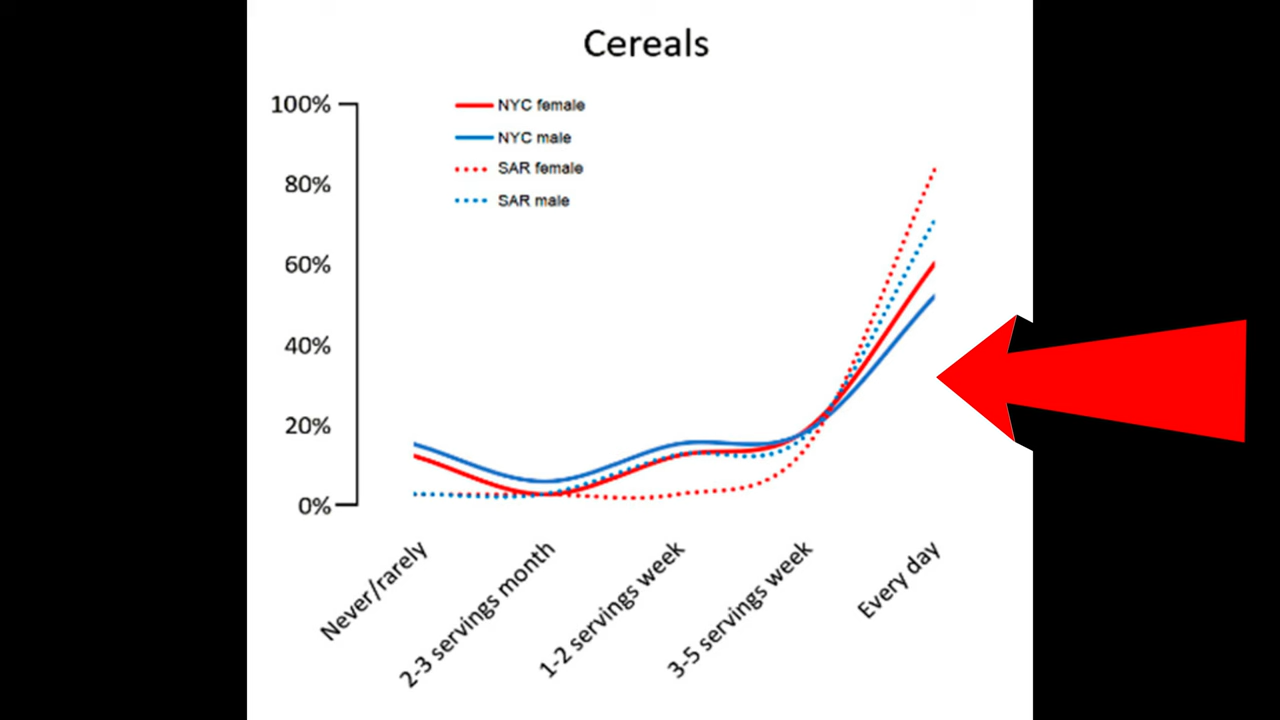 Cereals
NYC female
NYC male
SAR female
SAR male
100%
80%
60%
40%
20%
0%
Never/rarely
2-3 servings month
1-2 servings week
3-5 servings week
Every day